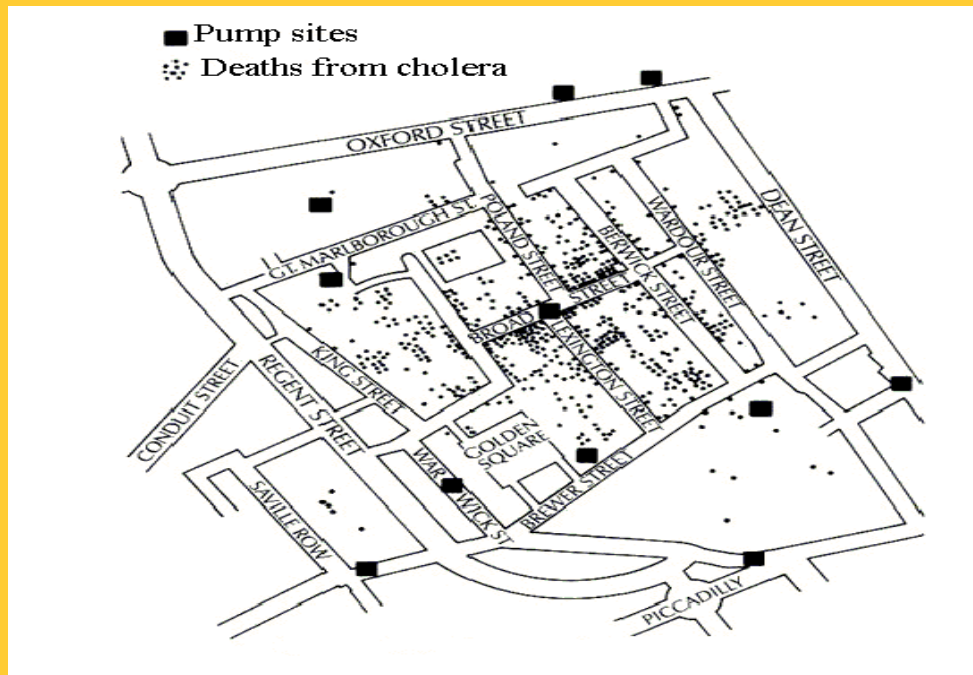 Pump sites
Deaths from cholera
OXFORD STREET
GT. MARLBOROUGH ST.
POLAND STREET
BERWICK STREET
WARDOUR STREET
DEAN STREET
BROAD STREET
LEXINGTON STREET
KING STREET
REGENT STREET
CONDUIT STREET
GOLDEN
SQUARE
WARWICK ST
BREWER STREET
SAVILLE ROW
PICCADILLY